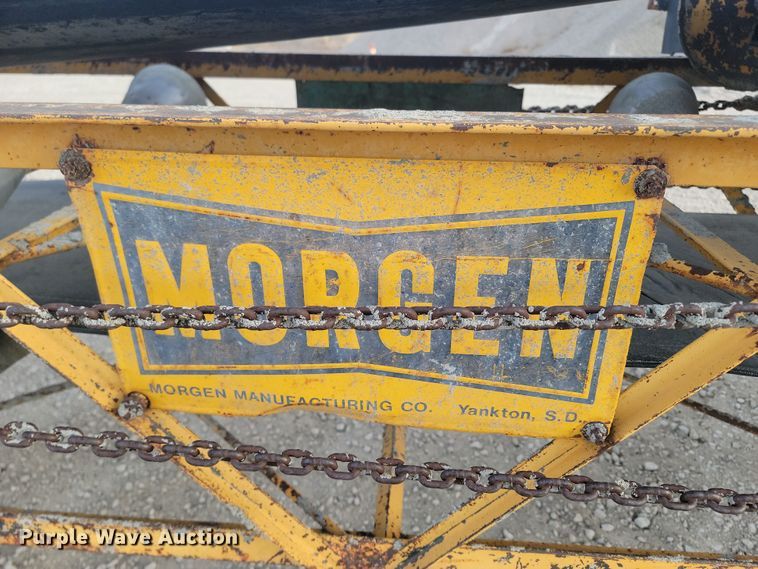 MORGEN
MORGEN MANUFACTURING CO. Yankton, S.D.
Purple Wave Auction